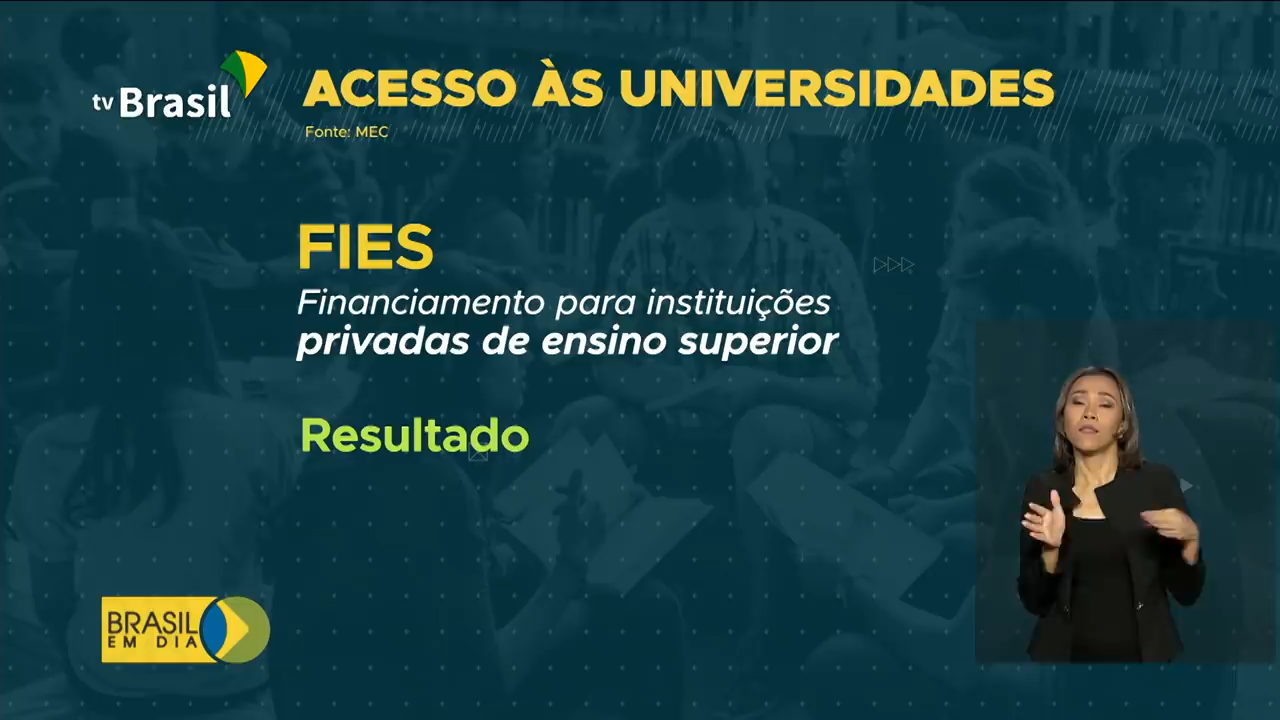 tv Brasil
ACESSO ÀS UNIVERSIDADES
Fonte: MEC
FIES
Financiamento para instituições
privadas de ensino superior
Resultado
BRASIL
EM DIA